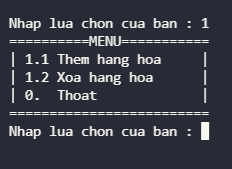 Nhap lua chon cua ban : 1
==========MENU===========
| 1.1 Them hang hoa     |
| 1.2 Xoa hang hoa      |
| 0.  Thoat             |
=========================
Nhap lua chon cua ban :